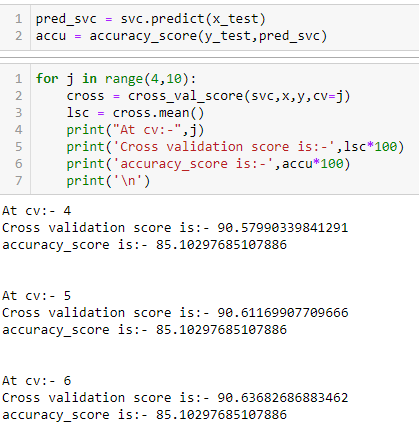 1 pred_svc = svc.predict(x_test)
2 accu = accuracy_score(y_test,pred_svc)
1 for j in range(4,10):
2     cross = cross_val_score(svc,x,y,cv=j)
3     lsc = cross.mean()
4     print("At cv:-",j)
5     print('Cross validation score is:-',lsc*100)
6     print('accuracy_score is:-',accu*100)
7     print('\n')
At cv:- 4
Cross validation score is:- 90.57990339841291
accuracy_score is:- 85.10297685107886
At cv:- 5
Cross validation score is:- 90.61169907709666
accuracy_score is:- 85.10297685107886
At cv:- 6
Cross validation score is:- 90.63682686883462
accuracy_score is:- 85.10297685107886